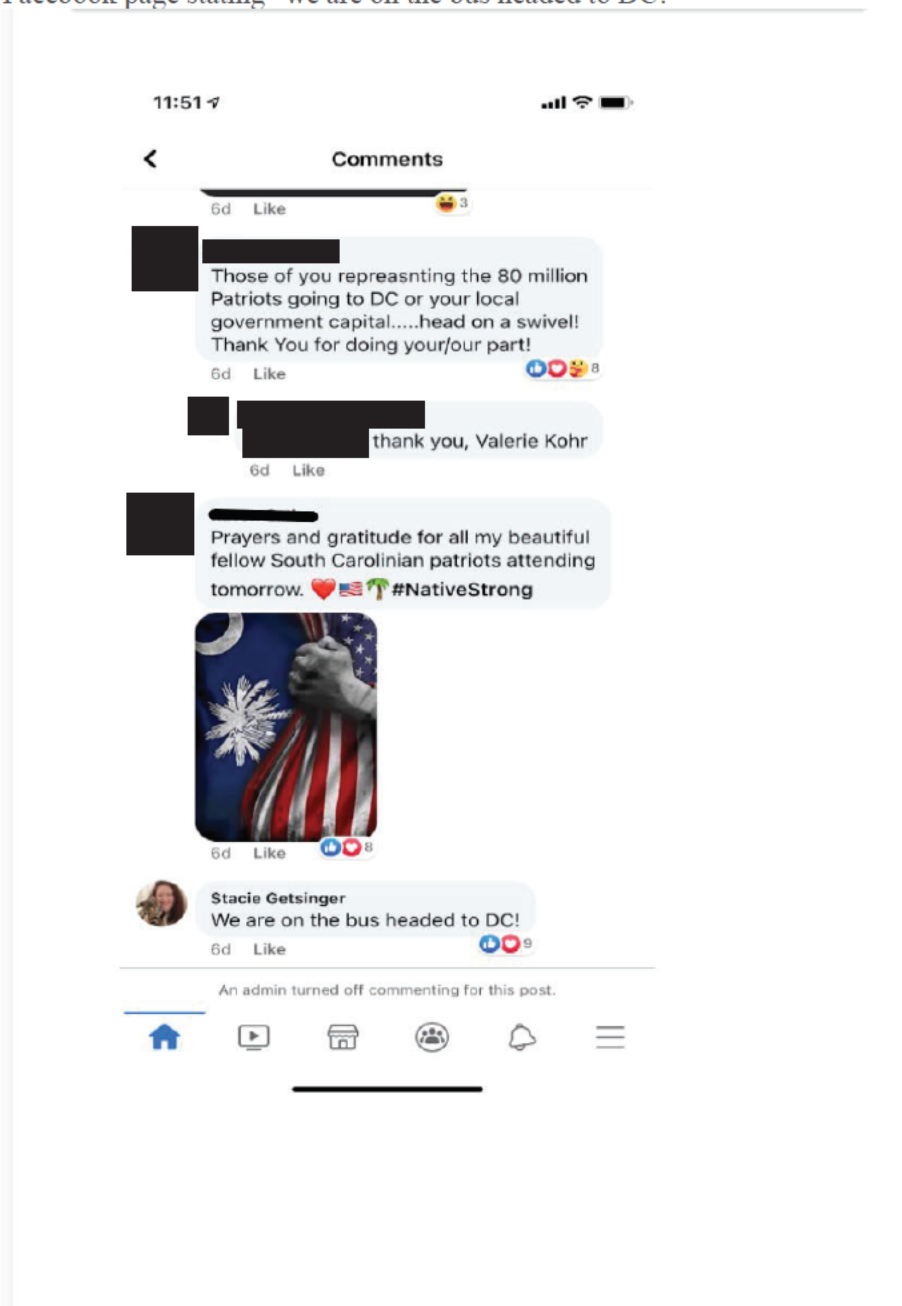 Facebook page stating "we are on the bus headed to DC!"
11:51
Comments
6d Like 3
Those of you repreasnting the 80 million
Patriots going to DC or your local
government capital.....head on a swivel!
Thank You for doing your/our part!
6d Like 8
thank you, Valerie Kohr
6d Like
Prayers and gratitude for all my beautiful
fellow South Carolinian patriots attending
tomorrow. ❤️🇺🇸🌴 #NativeStrong
6d Like 8
Stacie Getsinger
We are on the bus headed to DC!
6d Like 9
An admin turned off commenting for this post.